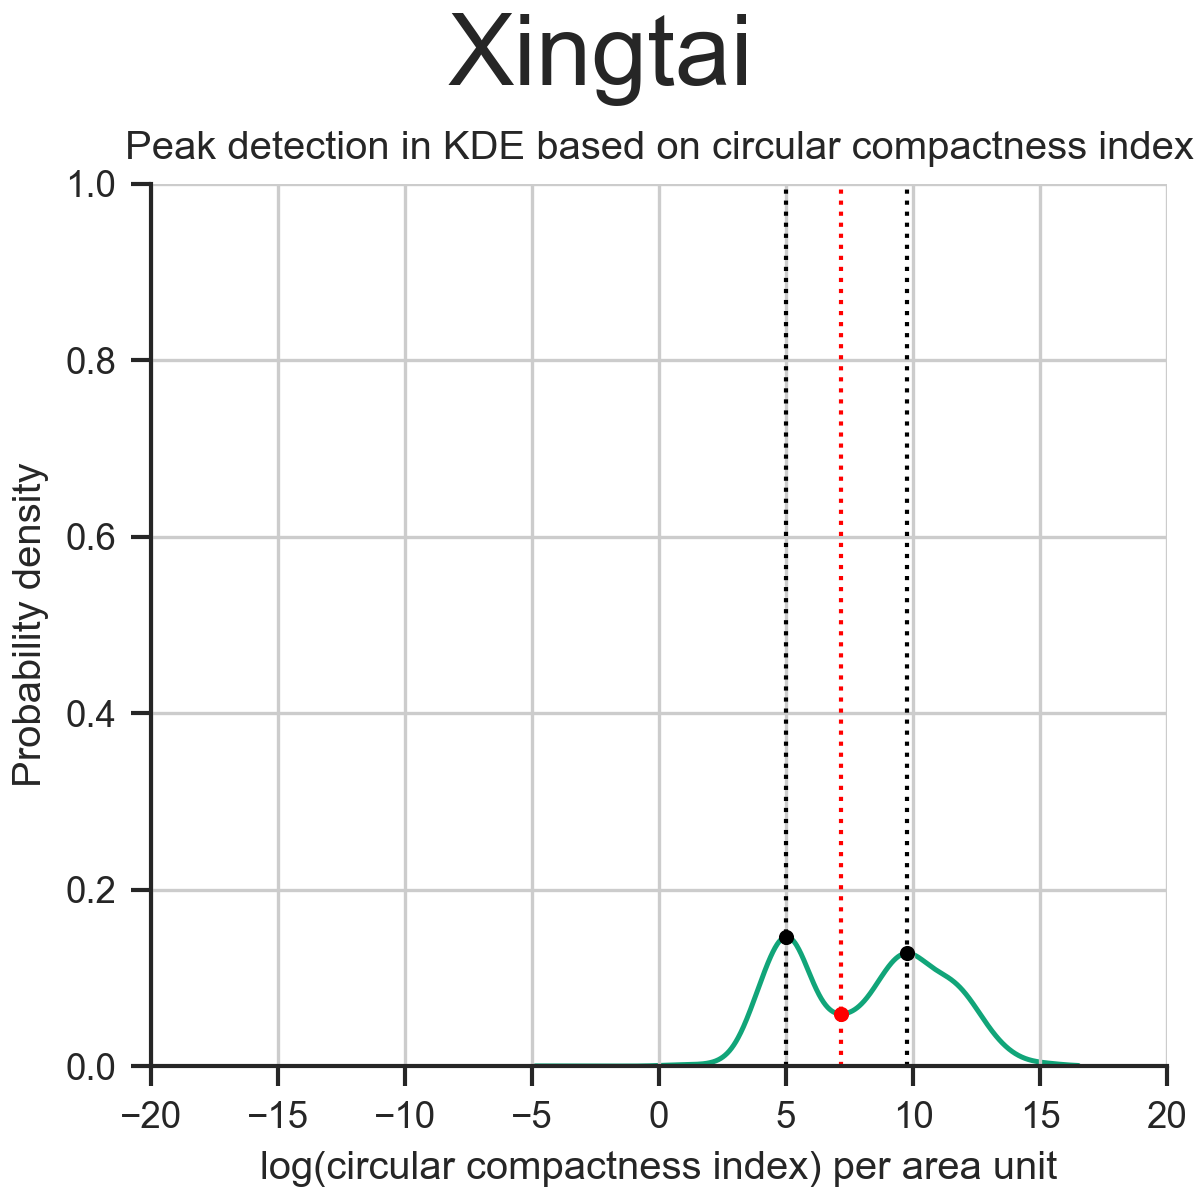 Xingtai
Peak detection in KDE based on circular compactness index
1.0
0.8
0.6
0.4
0.2
0.0
Probability density
−20 −15 −10 −5 0 5 10 15 20
log(circular compactness index) per area unit